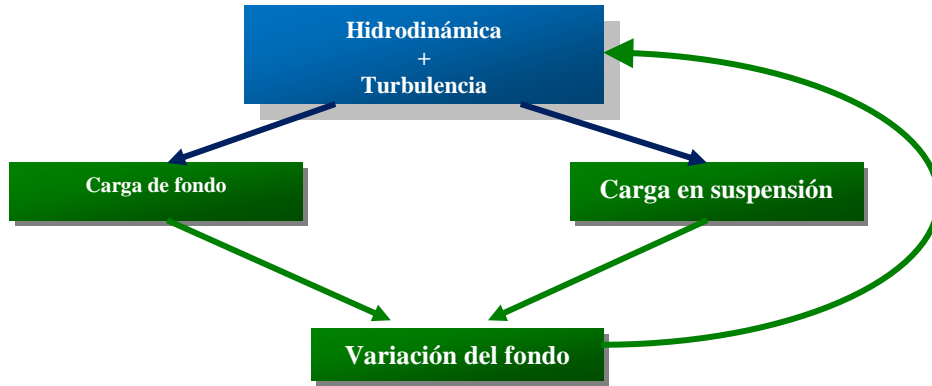 Hidrodinámica
+
Turbulencia
Carga de fondo
Carga en suspensión
Variación del fondo